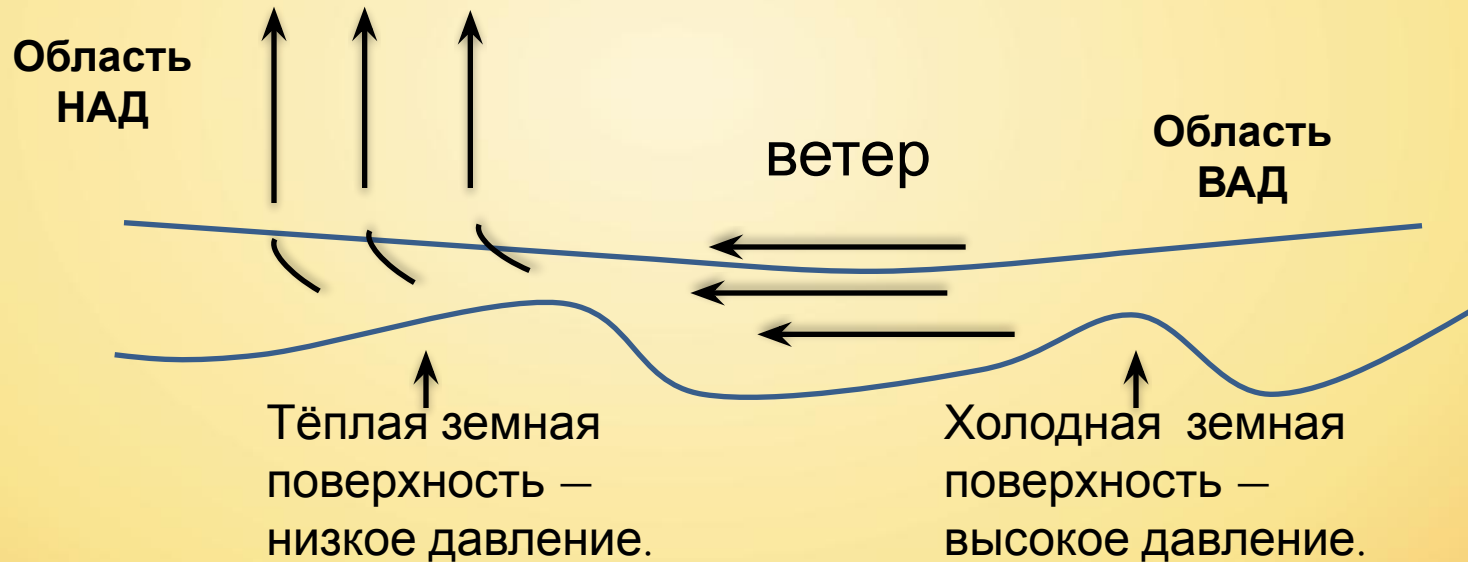 Область
НАД
ветер
Область
ВАД
Тёплая земная
поверхность –
низкое давление.
Холодная земная
поверхность –
высокое давление.